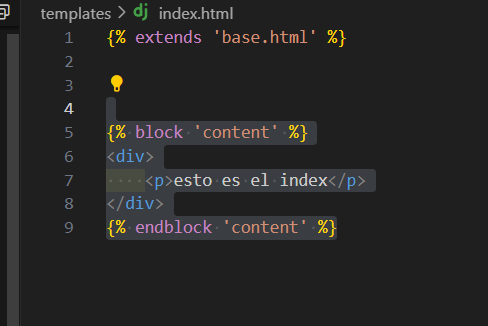 templates > dj index.html
1 {% extends 'base.html' %}
2
3
4
5 {% block 'content' %}
6 <div>
7 ····<p>esto·es·el·index</p>
8 </div>
9 {% endblock 'content' %}